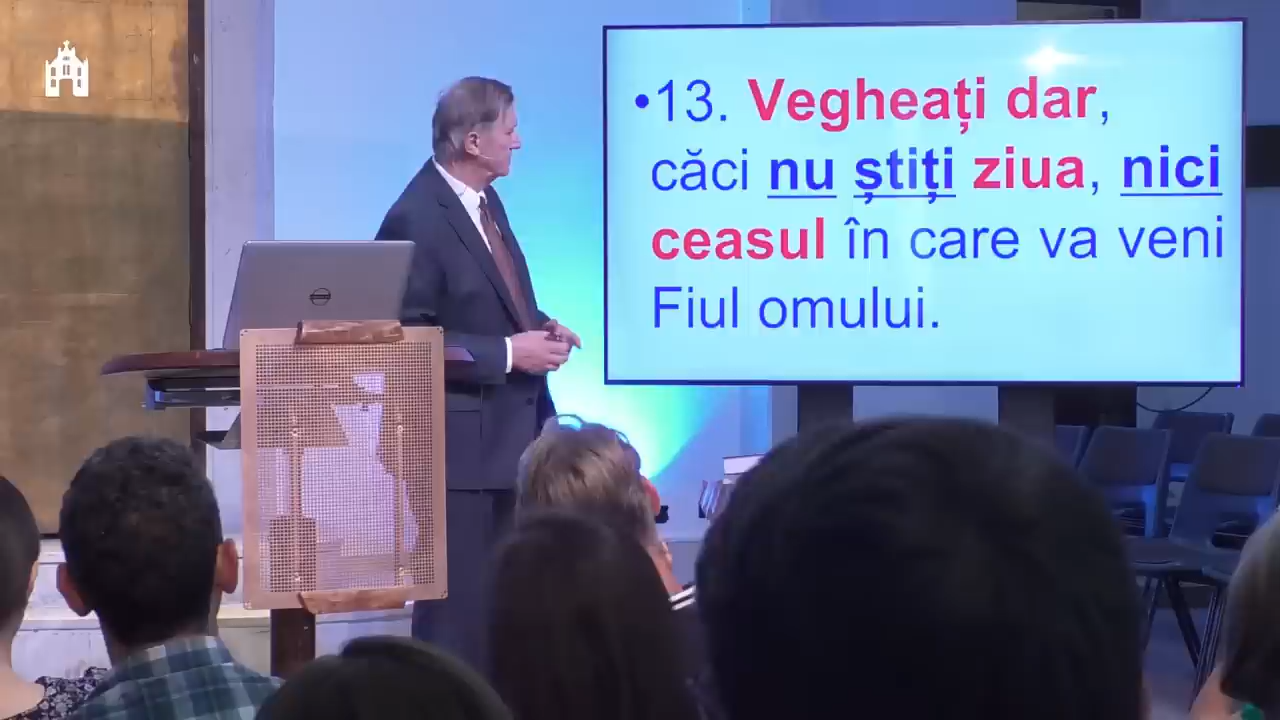 •13. Vegheați dar,
căci nu știți ziua, nici
ceasul în care va veni
Fiul omului.